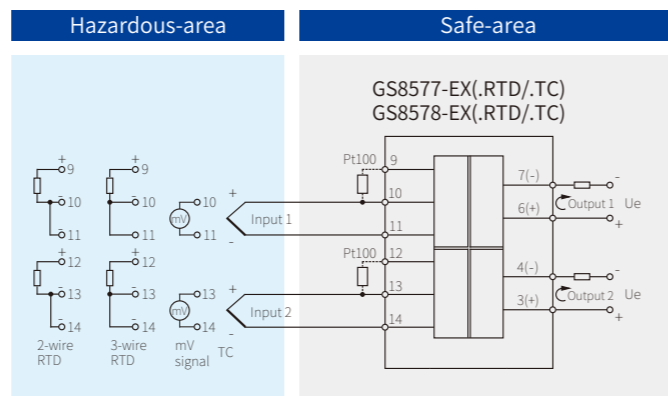 Hazardous-area
Safe-area
GS8577-EX(.RTD/.TC)
GS8578-EX(.RTD/.TC)
+
9
-
10
-
11
+
12
-
13
-
14
2-wire
RTD
+
9
-
10
-
11
+
12
-
13
-
14
3-wire
RTD
mV
10
11
mV
13
14
mV
signal
+
Input 1
-
+
Input 2
-
TC
Pt100
9
10
11
Pt100
12
13
14
7(-)
6(+)
4(-)
3(+)
-
Output 1
Ue
+
-
Output 2
Ue
+